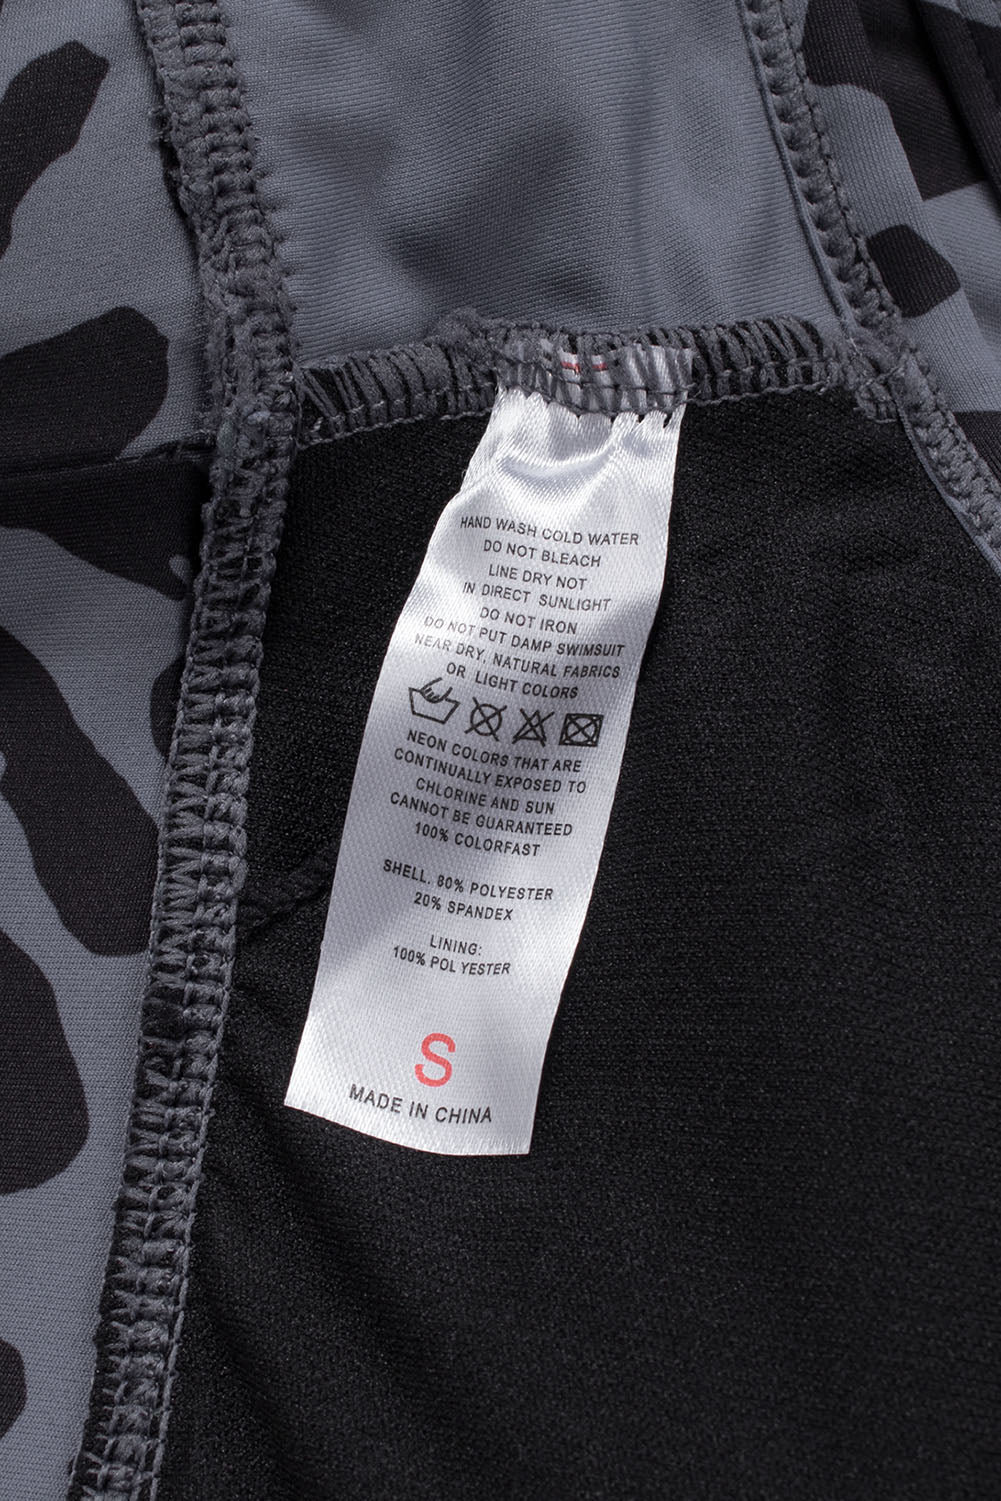 HAND WASH COLD WATER
DO NOT BLEACH
LINE DRY NOT
IN DIRECT SUNLIGHT
DO NOT IRON
DO NOT PUT DAMP SWIMSUIT
NEAR DRY, NATURAL FABRICS
OR LIGHT COLORS
NEON COLORS THAT ARE
CONTINUALLY EXPOSED TO
CHLORINE AND SUN
CANNOT BE GUARANTEED
100% COLORFAST
SHELL. 80% POLYESTER
20% SPANDEX
LINING:
100% POLYESTER
S
MADE IN CHINA